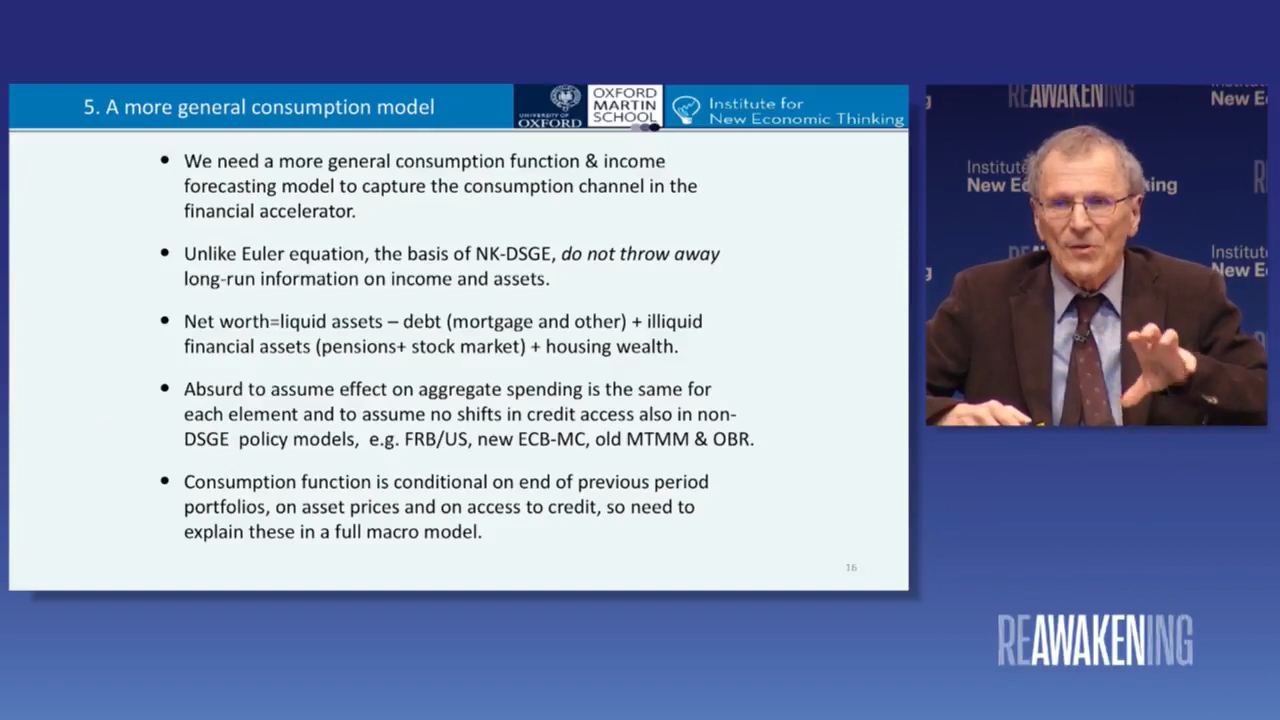 5. A more general consumption model
UNIVERSITY OF
OXFORD
OXFORD
MARTIN
SCHOOL
Institute for
New Economic Thinking
• We need a more general consumption function & income
forecasting model to capture the consumption channel in the
financial accelerator.
• Unlike Euler equation, the basis of NK-DSGE, do not throw away
long-run information on income and assets.
• Net worth=liquid assets – debt (mortgage and other) + illiquid
financial assets (pensions+ stock market) + housing wealth.
• Absurd to assume effect on aggregate spending is the same for
each element and to assume no shifts in credit access also in non-
DSGE policy models, e.g. FRB/US, new ECB-MC, old MTMM & OBR.
• Consumption function is conditional on end of previous period
portfolios, on asset prices and on access to credit, so need to
explain these in a full macro model.
16
REAWAKENING
Institute
New Ec
king
Institute
New E
Institute
New E
REAWAKENING